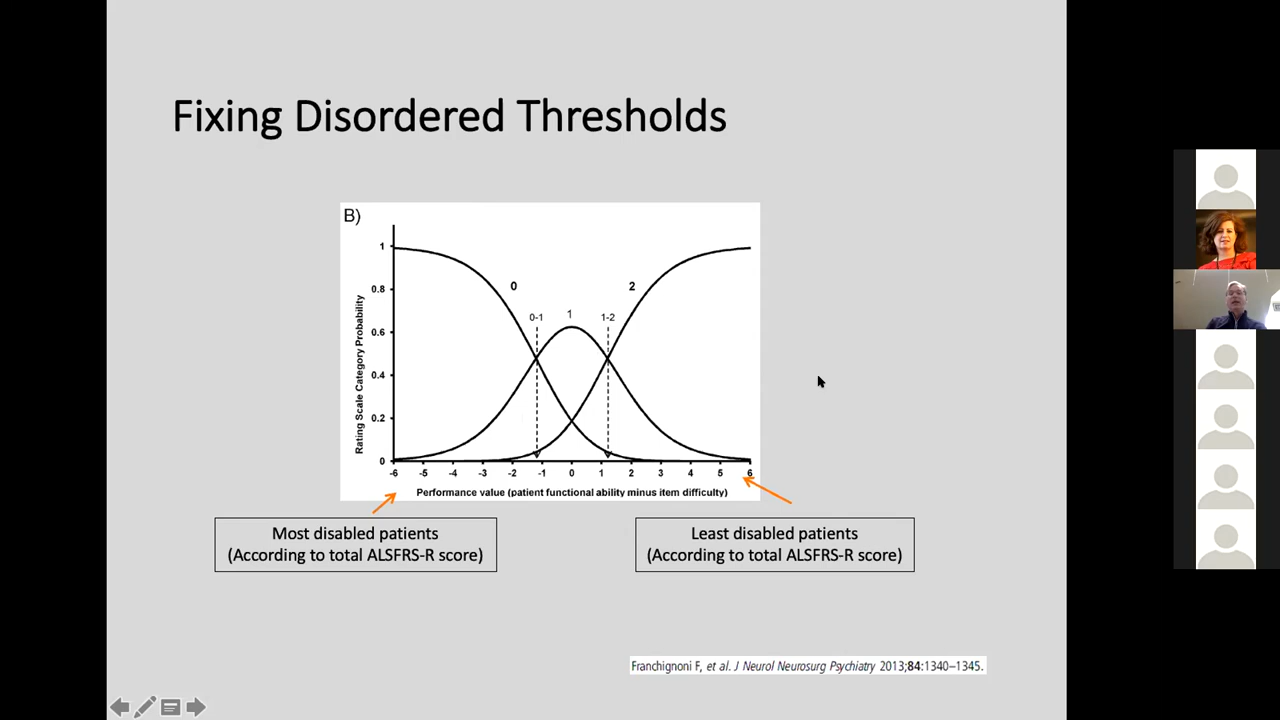 Fixing Disordered Thresholds
B)
1
0.8
0.6
0.4
0.2
0
Rating Scale Category Probability
0
2
0-1
1
1-2
-6 -5 -4 -3 -2 -1 0 1 2 3 4 5 6
Performance value (patient functional ability minus item difficulty)
Most disabled patients
(According to total ALSFRS-R score)
Least disabled patients
(According to total ALSFRS-R score)
Franchignoni F, et al. J Neurol Neurosurg Psychiatry 2013;84:1340–1345.